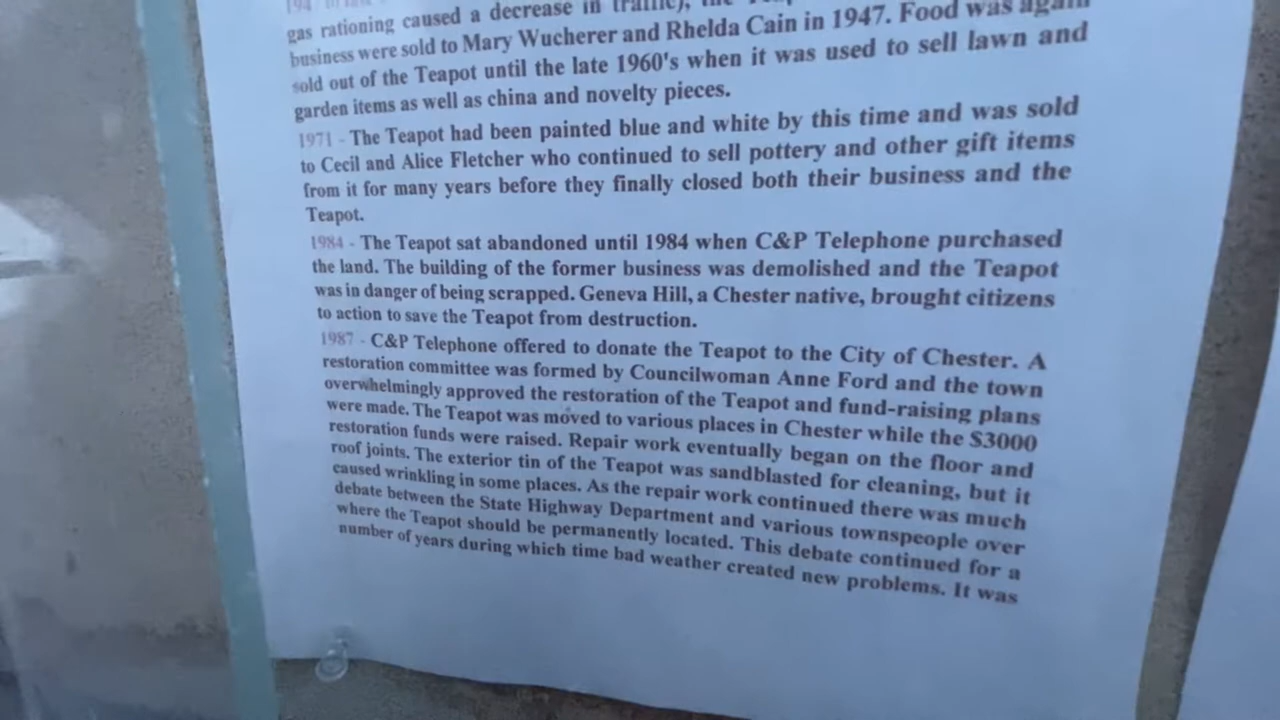 gas rationing caused a decrease in traffic), the
business were sold to Mary Wucherer and Rhelda Cain in 1947. Food was again
sold out of the Teapot until the late 1960's when it was used to sell lawn and
garden items as well as china and novelty pieces.
1971 - The Teapot had been painted blue and white by this time and was sold
to Cecil and Alice Fletcher who continued to sell pottery and other gift items
from it for many years before they finally closed both their business and the
Teapot.
1984 - The Teapot sat abandoned until 1984 when C&P Telephone purchased
the land. The building of the former business was demolished and the Teapot
was in danger of being scrapped. Geneva Hill, a Chester native, brought citizens
to action to save the Teapot from destruction.
1987 - C&P Telephone offered to donate the Teapot to the City of Chester. A
restoration committee was formed by Councilwoman Anne Ford and the town
overwhelmingly approved the restoration of the Teapot and fund-raising plans
were made. The Teapot was moved to various places in Chester while the $3000
restoration funds were raised. Repair work eventually began on the floor and
roof joints. The exterior tin of the Teapot was sandblasted for cleaning, but it
caused wrinkling in some places. As the repair work continued there was much
debate between the State Highway Department and various townspeople over
where the Teapot should be permanently located. This debate continued for a
number of years during which time bad weather created new problems. It was